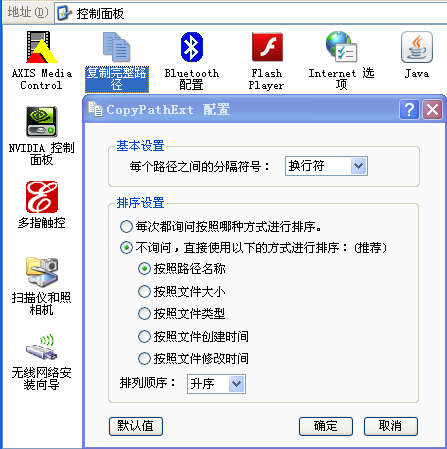 地址(D) 控制面板
AXIS Media Control
复制完整路径
Bluetooth 配置
Flash Player
Internet 选项
Java
NVIDIA 控制面板
多指触控
扫描仪和照相机
无线网络安装向导
CopyPathExt 配置
基本设置
每个路径之间的分隔符号： 换行符
排序设置
每次都询问按照哪种方式进行排序。
不询问，直接使用以下的方式进行排序：(推荐)
按照路径名称
按照文件大小
按照文件类型
按照文件创建时间
按照文件修改时间
排列顺序： 升序
默认值 确定 取消